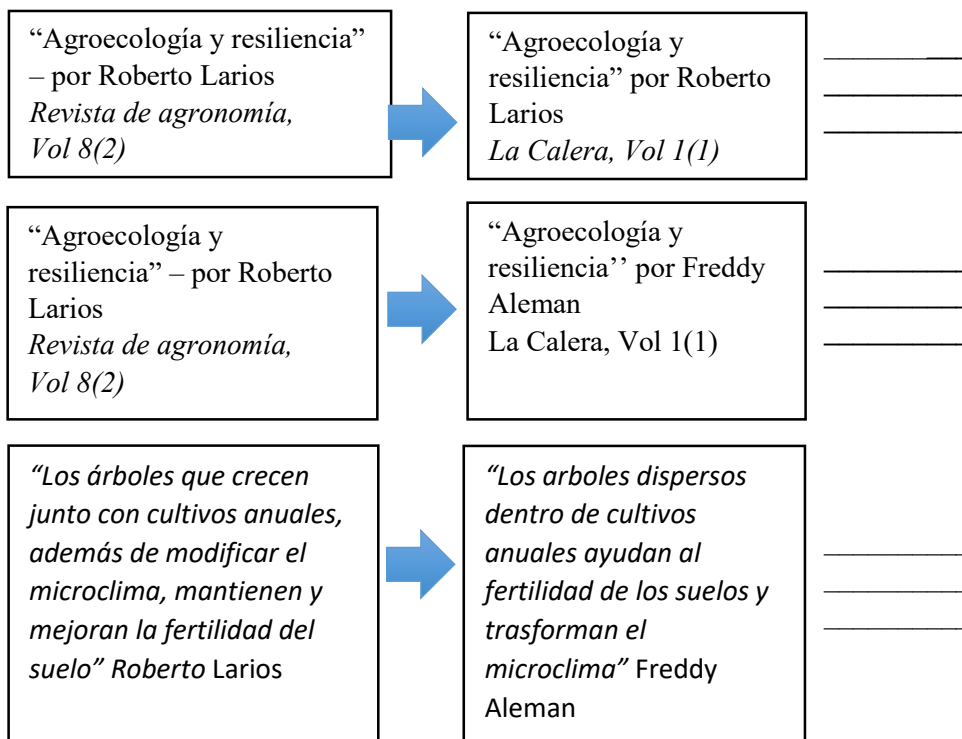 “Agroecología y resiliencia”
– por Roberto Larios
Revista de agronomía,
Vol 8(2)
“Agroecología y
resiliencia” por Roberto
Larios
La Calera, Vol 1(1)
“Agroecología y
resiliencia” – por Roberto
Larios
Revista de agronomía,
Vol 8(2)
“Agroecología y
resiliencia’’ por Freddy
Aleman
La Calera, Vol 1(1)
“Los árboles que crecen
junto con cultivos anuales,
además de modificar el
microclima, mantienen y
mejoran la fertilidad del
suelo” Roberto Larios
“Los arboles dispersos
dentro de cultivos
anuales ayudan al
fertilidad de los suelos y
trasforman el
microclima” Freddy
Aleman